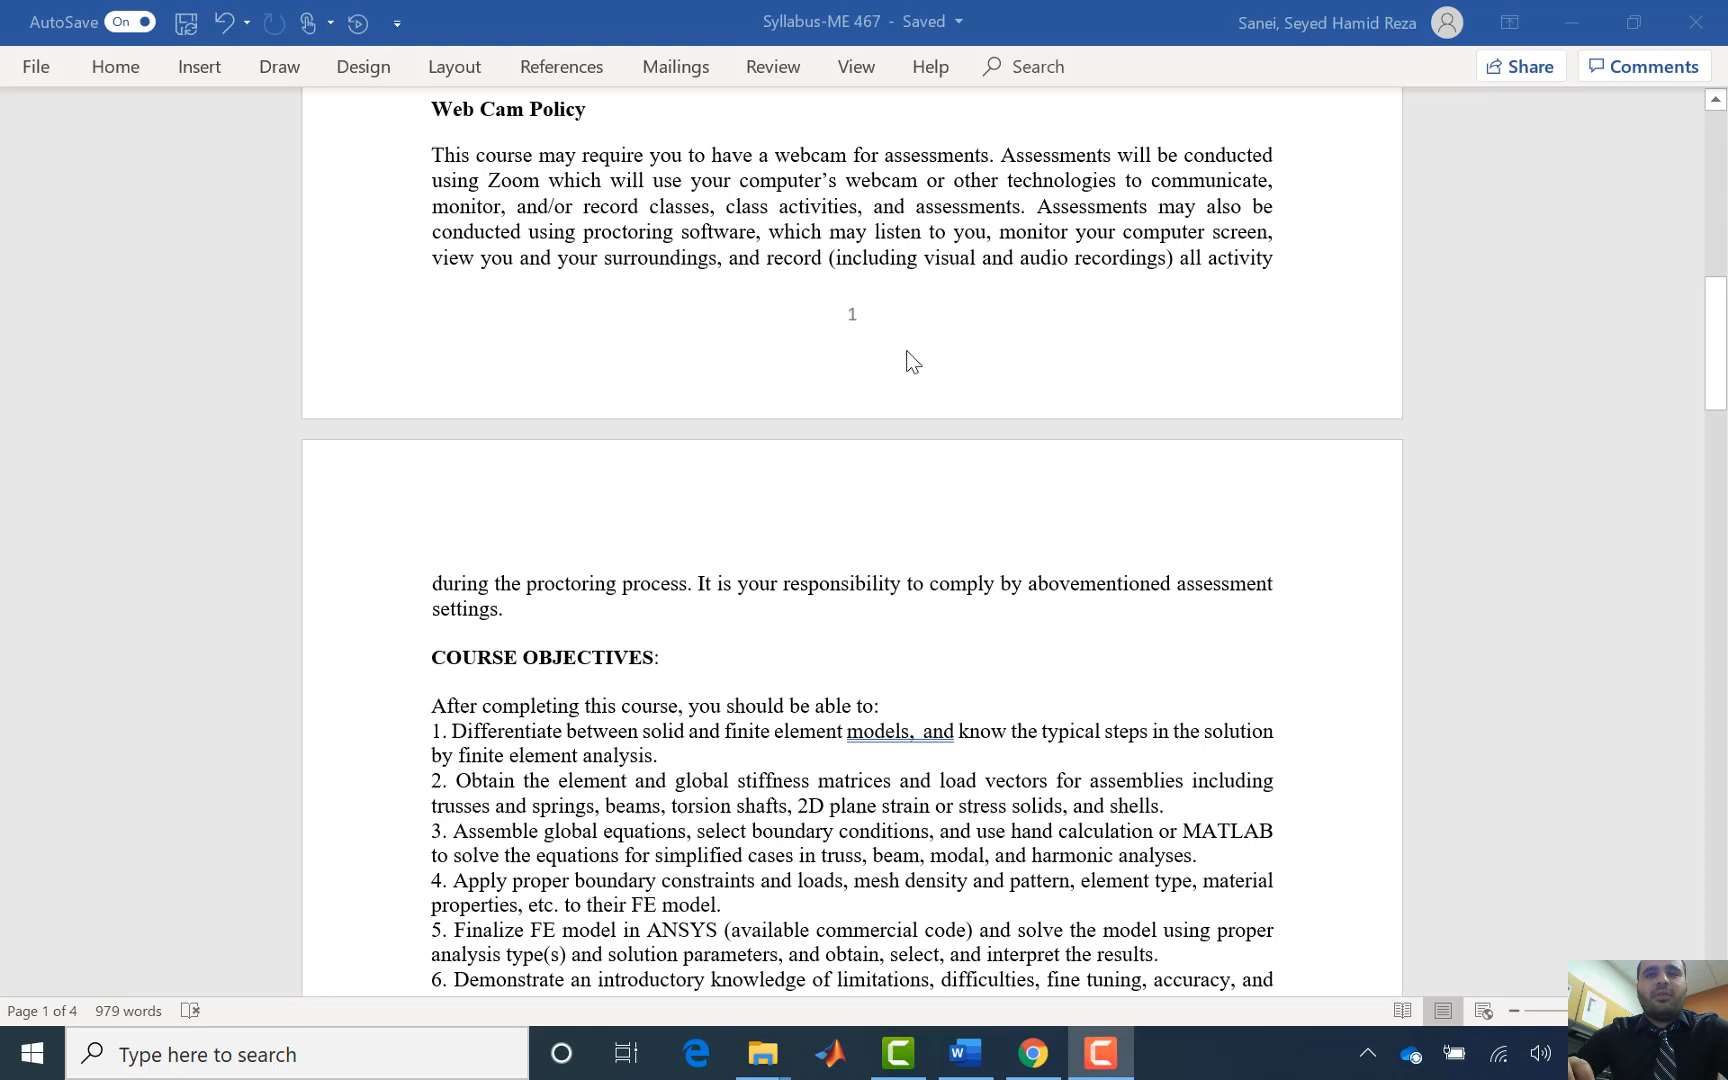 AutoSave On
Syllabus-ME 467 - Saved
Sanei, Seyed Hamid Reza
File Home Insert Draw Design Layout References Mailings Review View Help Search
Share Comments
Web Cam Policy
This course may require you to have a webcam for assessments. Assessments will be conducted
using Zoom which will use your computer’s webcam or other technologies to communicate,
monitor, and/or record classes, class activities, and assessments. Assessments may also be
conducted using proctoring software, which may listen to you, monitor your computer screen,
view you and your surroundings, and record (including visual and audio recordings) all activity
1
during the proctoring process. It is your responsibility to comply by abovementioned assessment
settings.
COURSE OBJECTIVES:
After completing this course, you should be able to:
1. Differentiate between solid and finite element models, and know the typical steps in the solution
by finite element analysis.
2. Obtain the element and global stiffness matrices and load vectors for assemblies including
trusses and springs, beams, torsion shafts, 2D plane strain or stress solids, and shells.
3. Assemble global equations, select boundary conditions, and use hand calculation or MATLAB
to solve the equations for simplified cases in truss, beam, modal, and harmonic analyses.
4. Apply proper boundary constraints and loads, mesh density and pattern, element type, material
properties, etc. to their FE model.
5. Finalize FE model in ANSYS (available commercial code) and solve the model using proper
analysis type(s) and solution parameters, and obtain, select, and interpret the results.
6. Demonstrate an introductory knowledge of limitations, difficulties, fine tuning, accuracy, and
Page 1 of 4 979 words
Type here to search